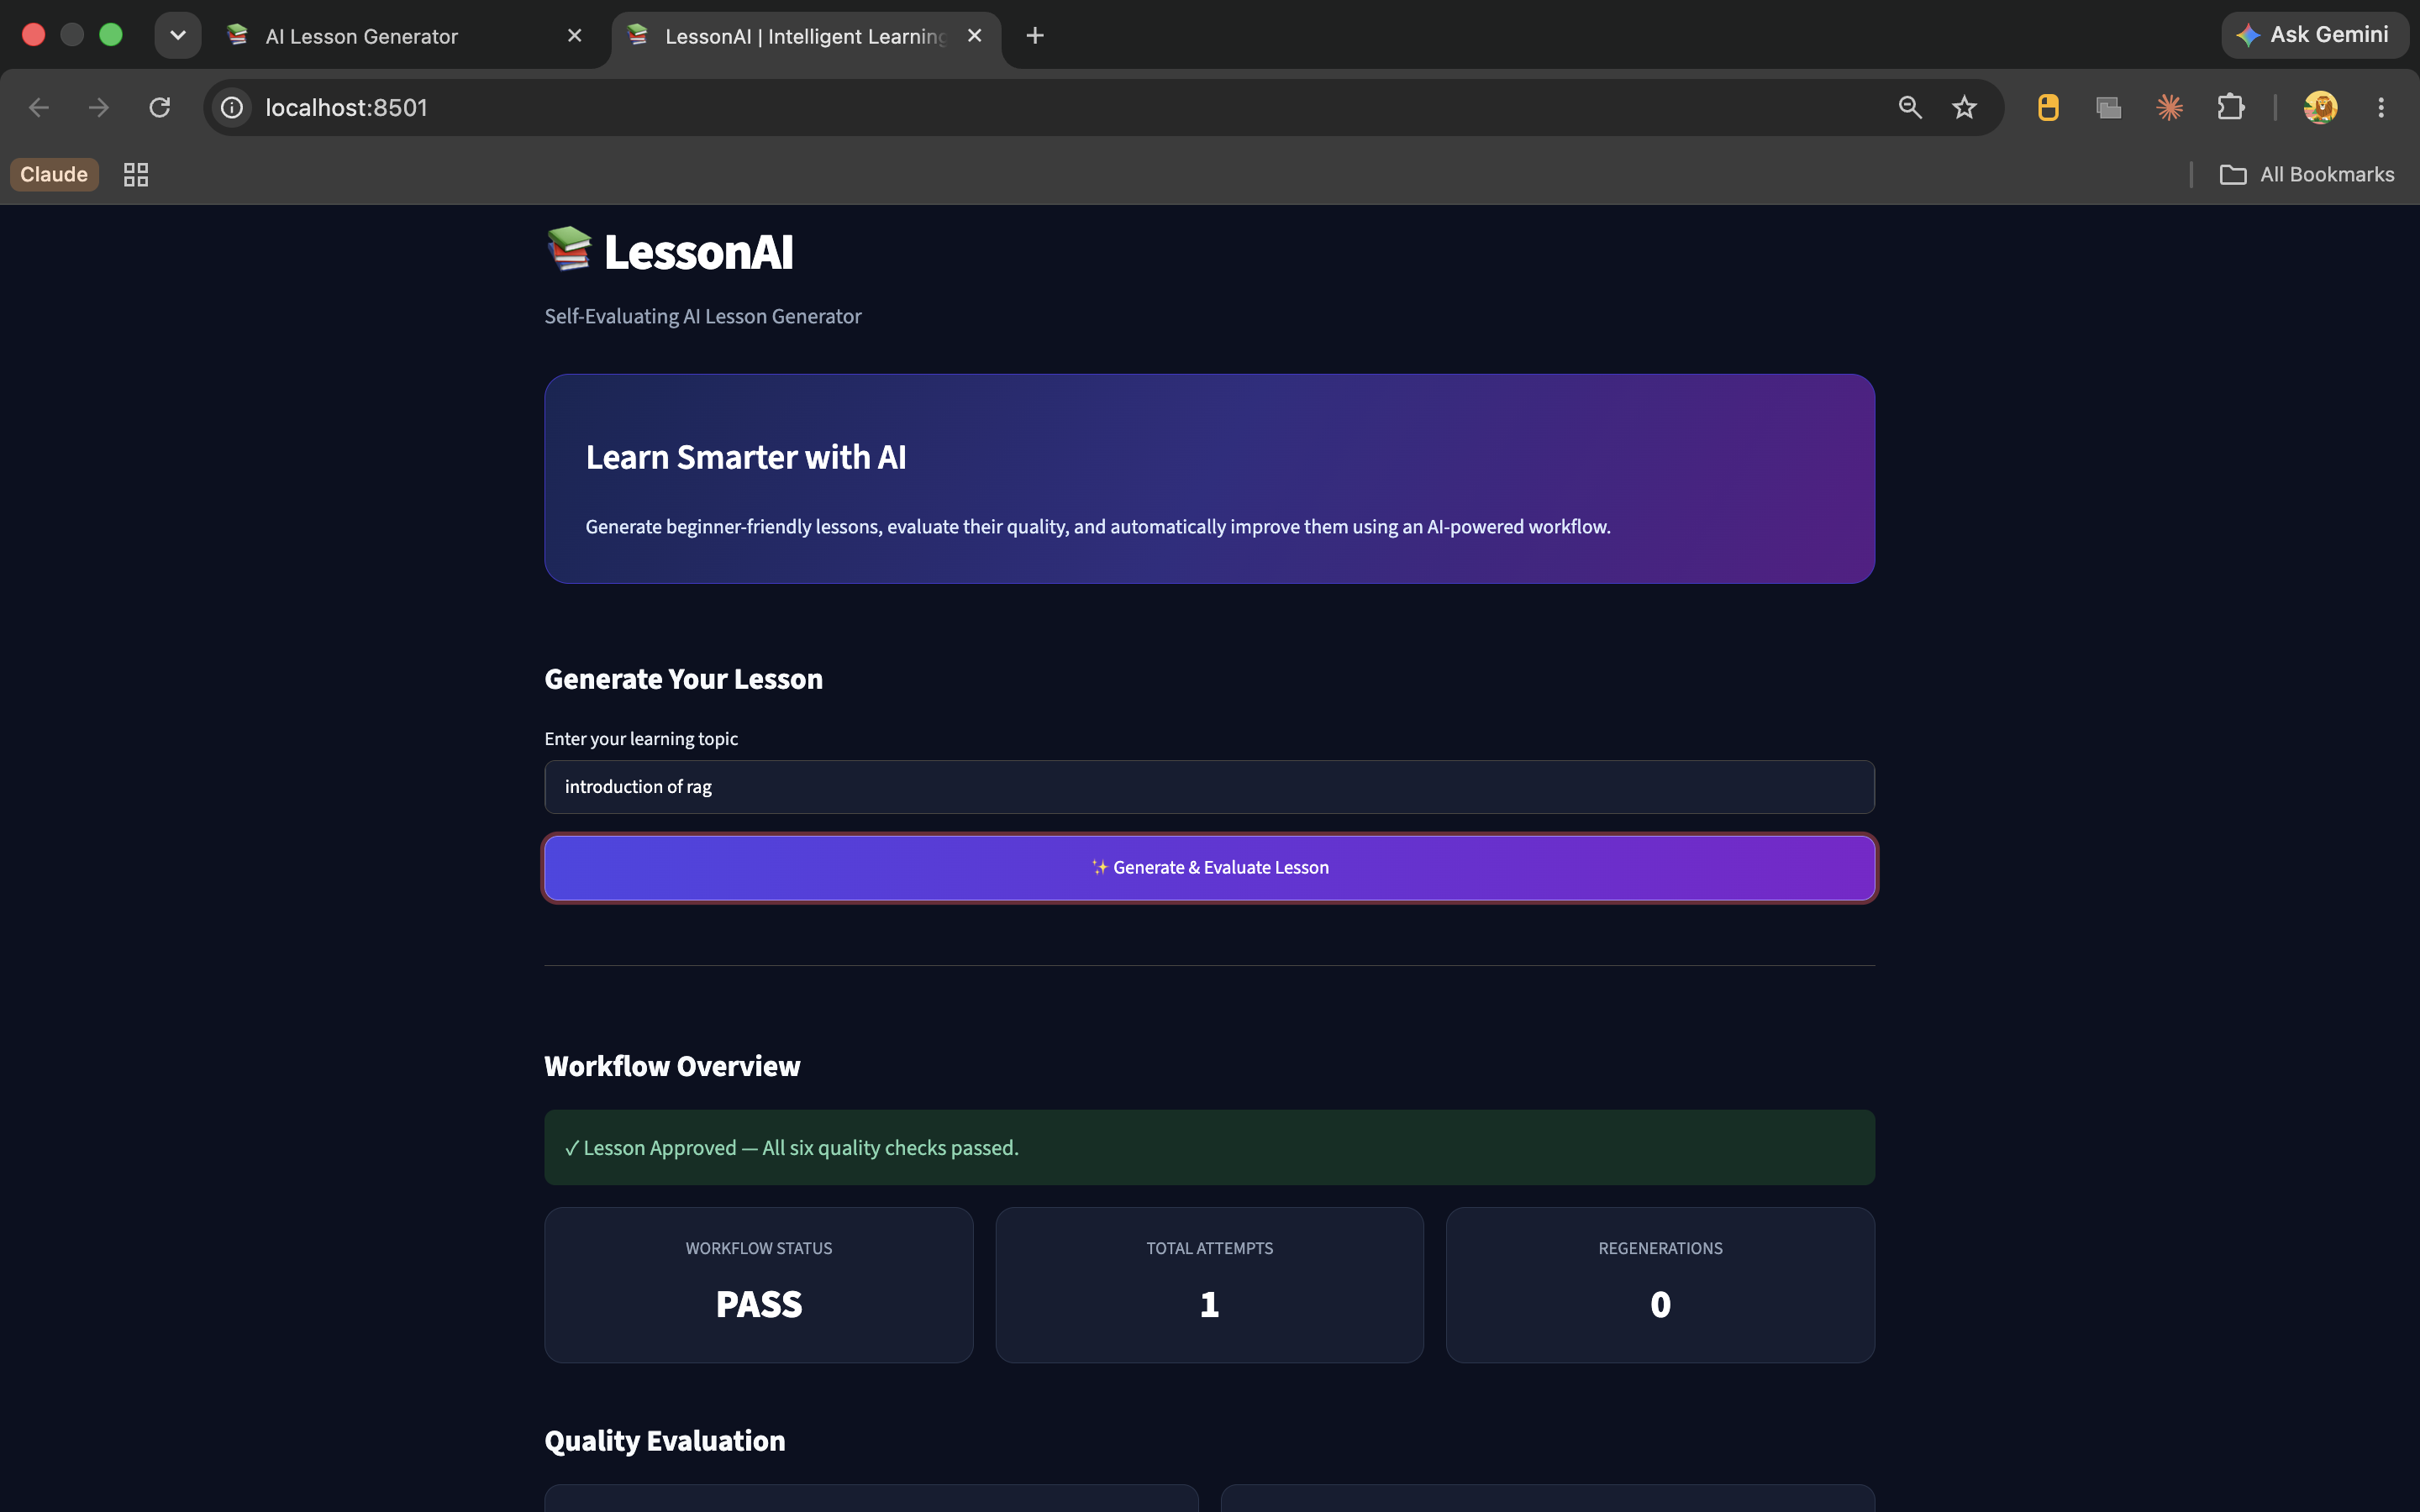 AI Lesson Generator
LessonAI | Intelligent Learning
Ask Gemini
localhost:8501
Claude
All Bookmarks
LessonAI
Self-Evaluating AI Lesson Generator
Learn Smarter with AI
Generate beginner-friendly lessons, evaluate their quality, and automatically improve them using an AI-powered workflow.
Generate Your Lesson
Enter your learning topic
introduction of rag
✨ Generate & Evaluate Lesson
Workflow Overview
✓ Lesson Approved — All six quality checks passed.
WORKFLOW STATUS
PASS
TOTAL ATTEMPTS
1
REGENERATIONS
0
Quality Evaluation